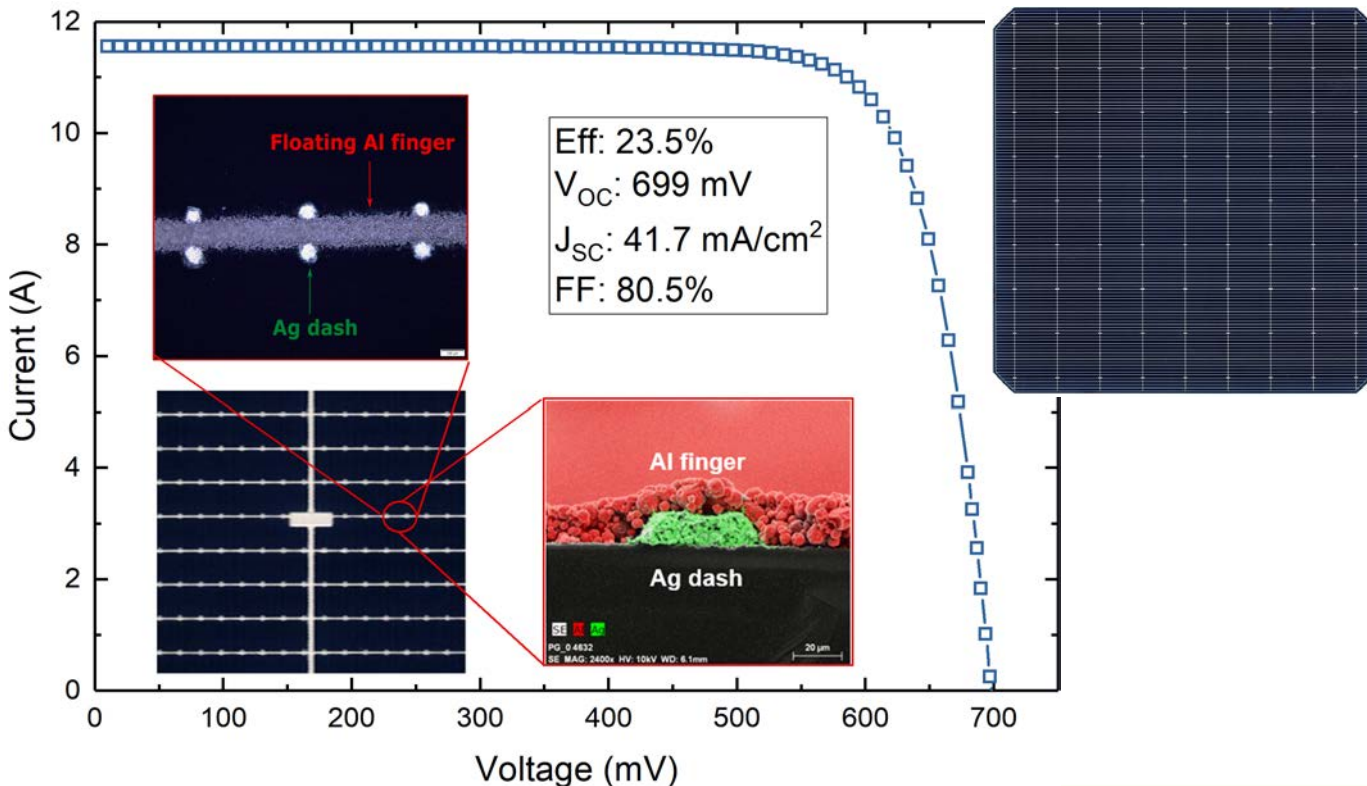 12
10
8
6
4
2
0
Current (A)
0
100
200
300
400
500
600
700
Voltage (mV)
Floating Al finger
Ag dash
Eff: 23.5%
V_OC: 699 mV
J_SC: 41.7 mA/cm²
FF: 80.5%
Al finger
Ag dash
SE Al Ag
PG_0 4632
SE MAG: 2400x HV: 10kV WD: 6.1mm
20 µm